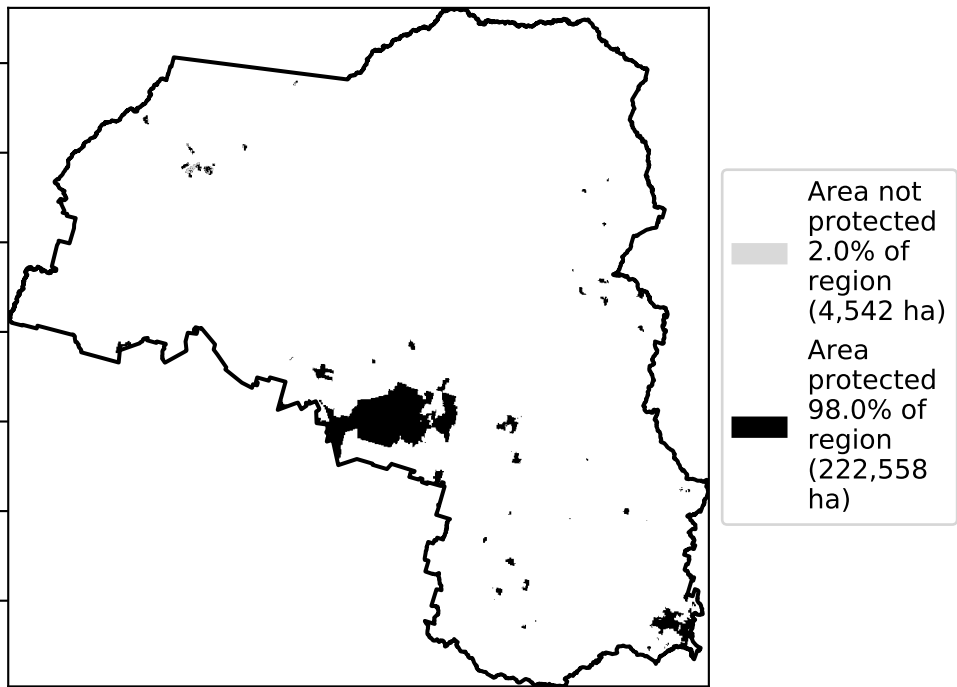 Area not
protected
2.0% of
region
(4,542 ha)
Area
protected
98.0% of
region
(222,558
ha)